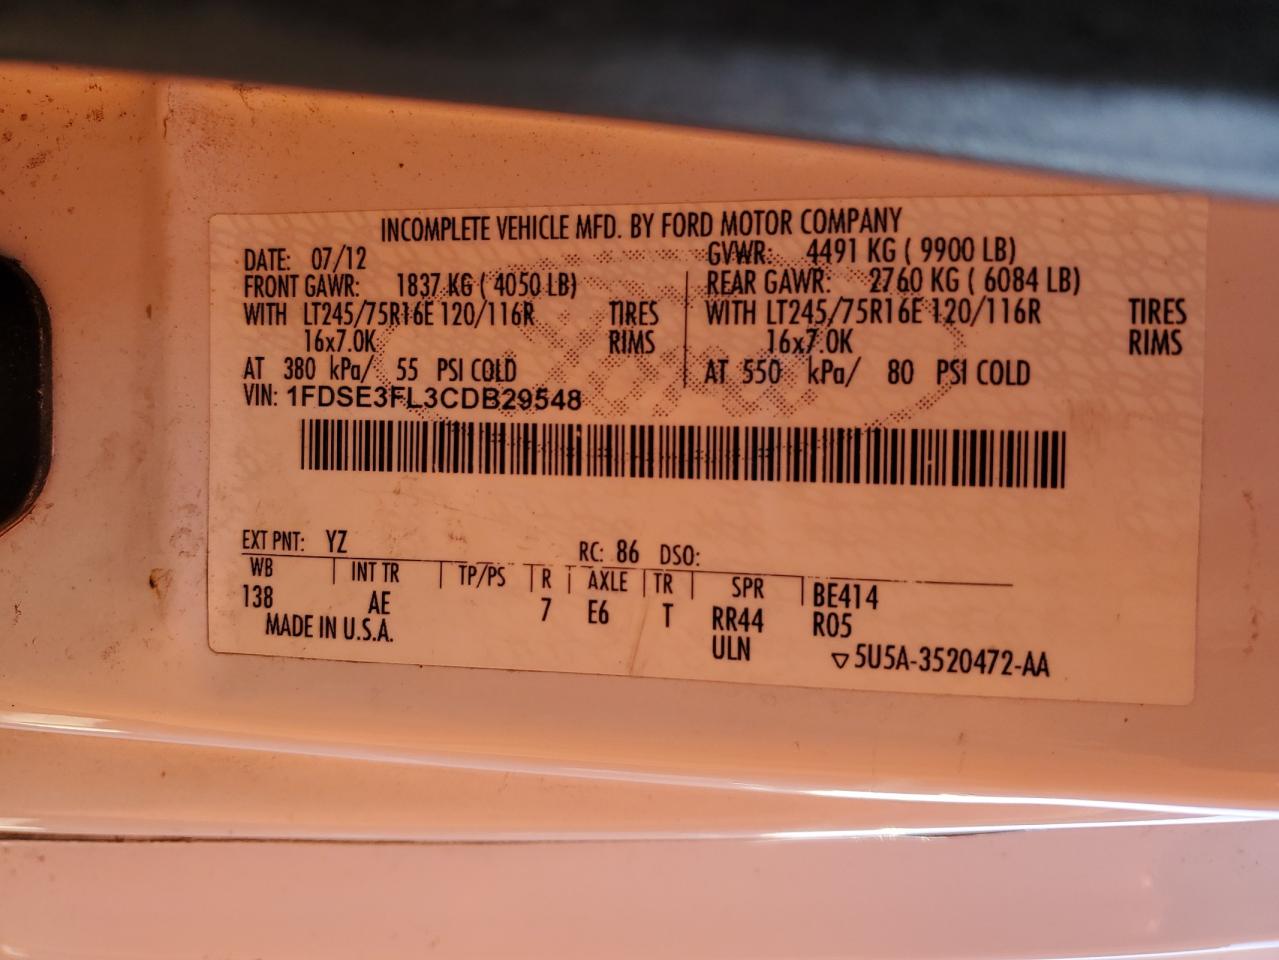 INCOMPLETE VEHICLE MFD. BY FORD MOTOR COMPANY
DATE: 07/12 GVWR: 4491 KG ( 9900 LB)
FRONT GAWR: 1837 KG ( 4050 LB) REAR GAWR: 2760 KG ( 6084 LB)
WITH LT245/75R16E 120/116R TIRES WITH LT245/75R16E 120/116R TIRES
16x7.0K RIMS 16x7.0K RIMS
AT 380 kPa/ 55 PSI COLD AT 550 kPa/ 80 PSI COLD
VIN: 1FDSE3FL3CDB29548
EXT PNT: YZ RC: 86 DSO:
WB INT TR TP/PS R AXLE TR SPR BE414
138 AE 7 E6 T RR44 R05
MADE IN U.S.A. ULN ▽5U5A-3520472-AA